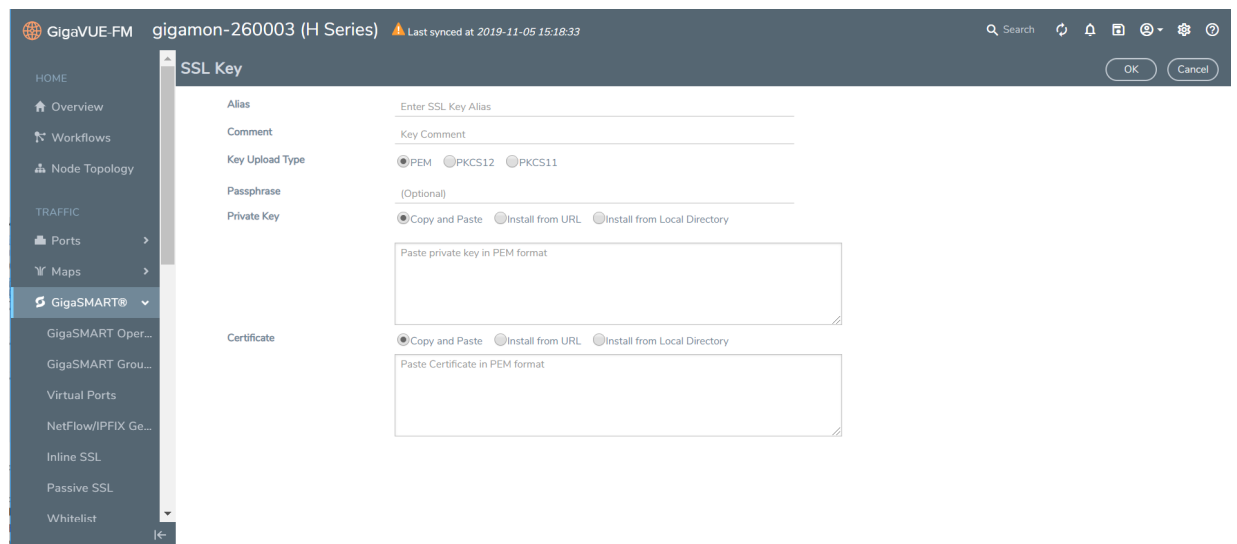 GigaVUE-FM gigamon-260003 (H Series) Last synced at 2019-11-05 15:18:33 Search
SSL Key OK Cancel
HOME
Overview
Workflows
Node Topology
TRAFFIC
Ports
Maps
GigaSMART®
GigaSMART Oper...
GigaSMART Grou...
Virtual Ports
NetFlow/IPFIX Ge...
Inline SSL
Passive SSL
Whitelist
Alias Enter SSL Key Alias
Comment Key Comment
Key Upload Type PEM PKCS12 PKCS11
Passphrase (Optional)
Private Key Copy and Paste Install from URL Install from Local Directory
Paste private key in PEM format
Certificate Copy and Paste Install from URL Install from Local Directory
Paste Certificate in PEM format